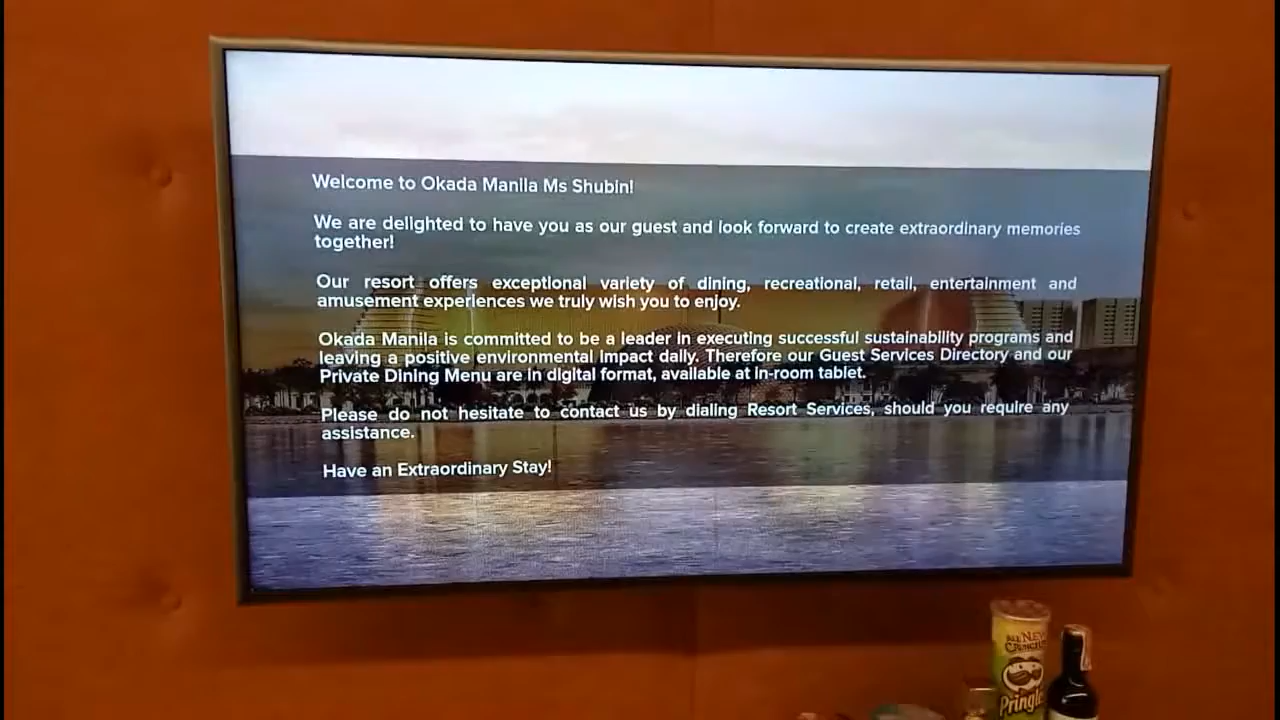 Welcome to Okada Manila Ms Shubin!
We are delighted to have you as our guest and look forward to create extraordinary memories
together!
Our resort offers exceptional variety of dining, recreational, retail, entertainment and
amusement experiences we truly wish you to enjoy.
Okada Manila is committed to be a leader in executing successful sustainability programs and
leaving a positive environmental impact daily. Therefore our Guest Services Directory and our
Private Dining Menu are in digital format, available at in-room tablet.
Please do not hesitate to contact us by dialing Resort Services, should you require any
assistance.
Have an Extraordinary Stay!
ALL NEW
CRUNCH
Pringles